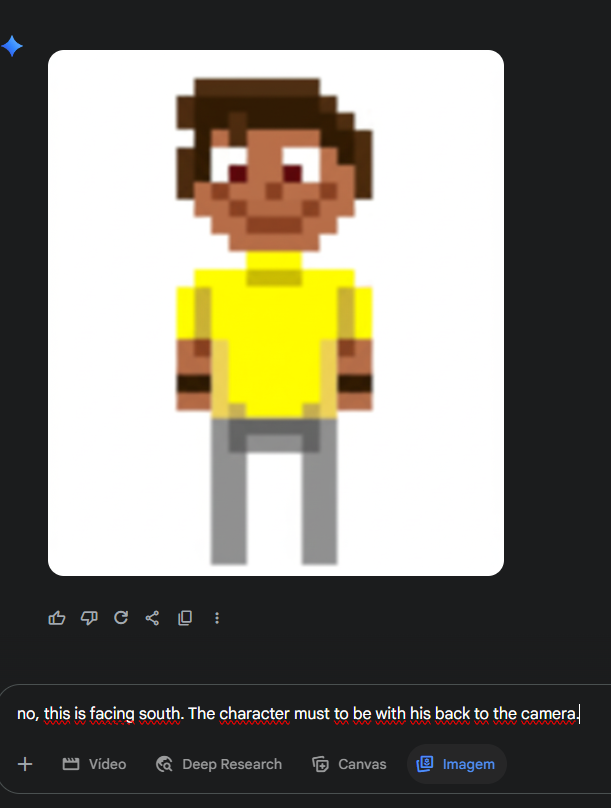 no, this is facing south. The character must to be with his back to the camera.
Vídeo
Deep Research
Canvas
Imagem